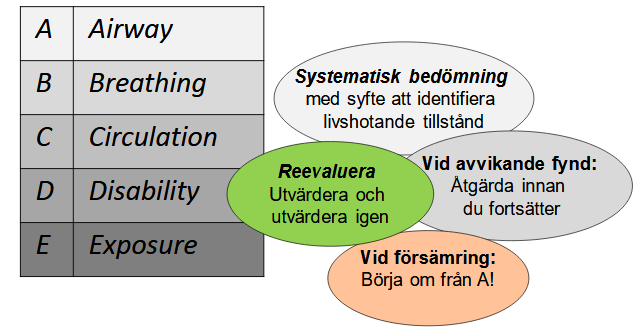 A Airway
B Breathing
C Circulation
D Disability
E Exposure
Systematisk bedömning
med syfte att identifiera
livshotande tillstånd
Vid avvikande fynd:
Åtgärda innan
du fortsätter
Reevaluera
Utvärdera och
utvärdera igen
Vid försämring:
Börja om från A!